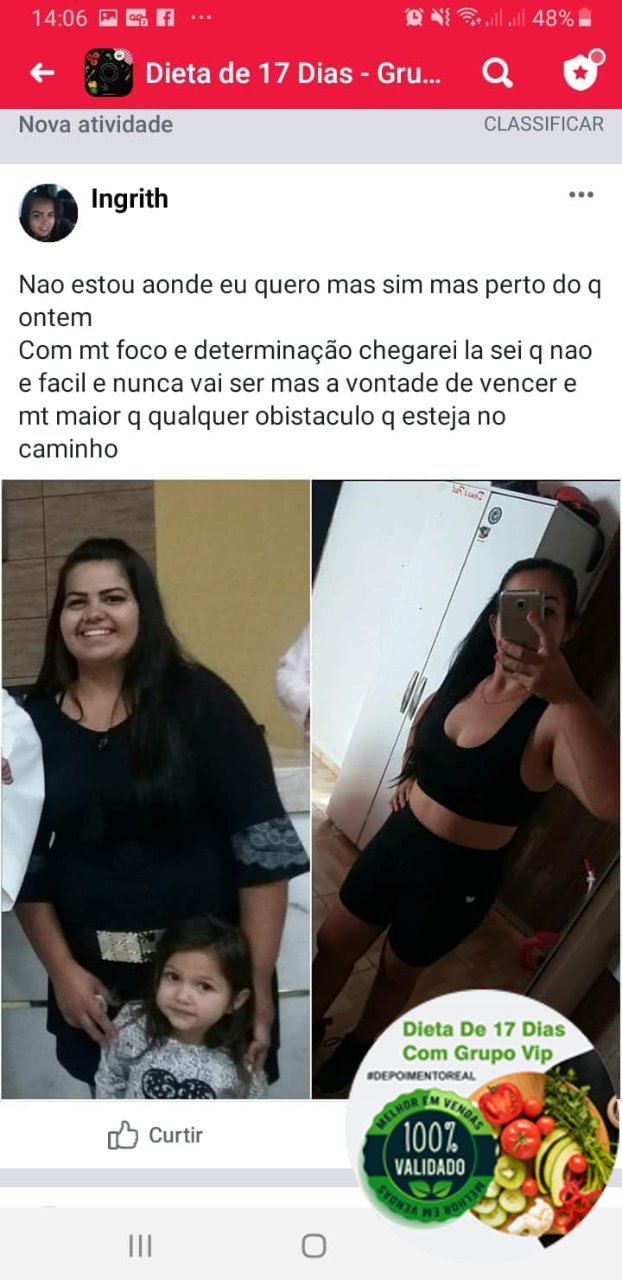 14:06
48%
Dieta de 17 Dias - Gru...
Nova atividade
CLASSIFICAR
Ingrith
Nao estou aonde eu quero mas sim mas perto do q
ontem
Com mt foco e determinação chegarei la sei q nao
e facil e nunca vai ser mas a vontade de vencer e
mt maior q qualquer obistaculo q esteja no
caminho
Dieta De 17 Dias
Com Grupo Vip
#DEPOIMENTOREAL
MELHOR EM VENDAS
100%
VALIDADO
MELHOR EM VENDAS
Curtir